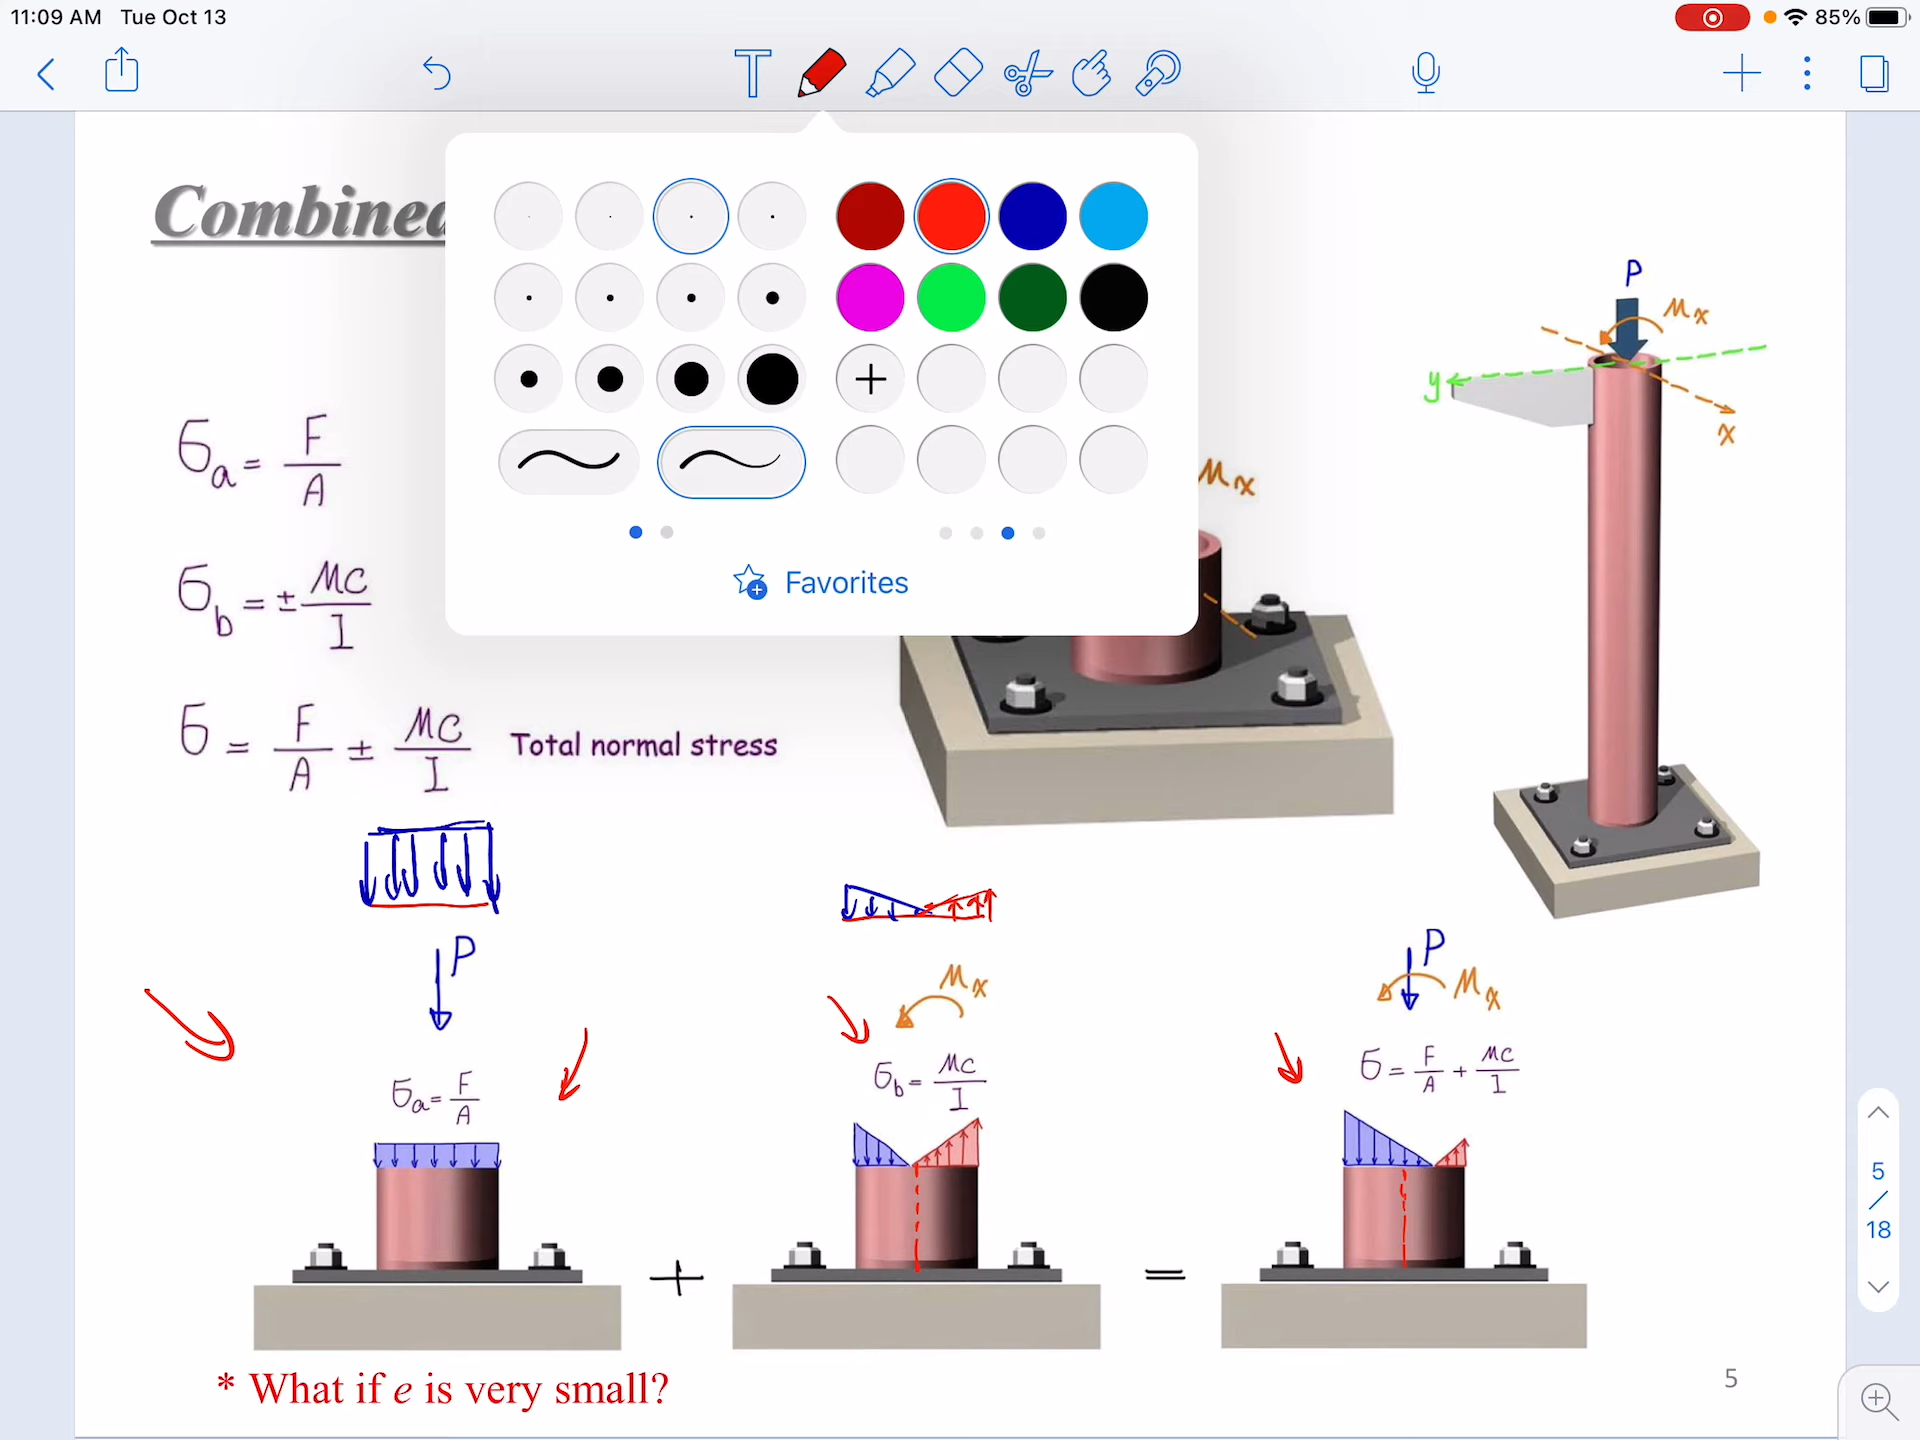 11:09 AM Tue Oct 13
85%
T
Combined
P
Mx
y
x
σa = F/A
Mx
σb = ± MC/I
σ = F/A ± MC/I Total normal stress
P
P
Mx
Mx
σa = F/A
σb = MC/I
σ = F/A + MC/I
+
=
* What if e is very small?
5
Favorites
5
/
18